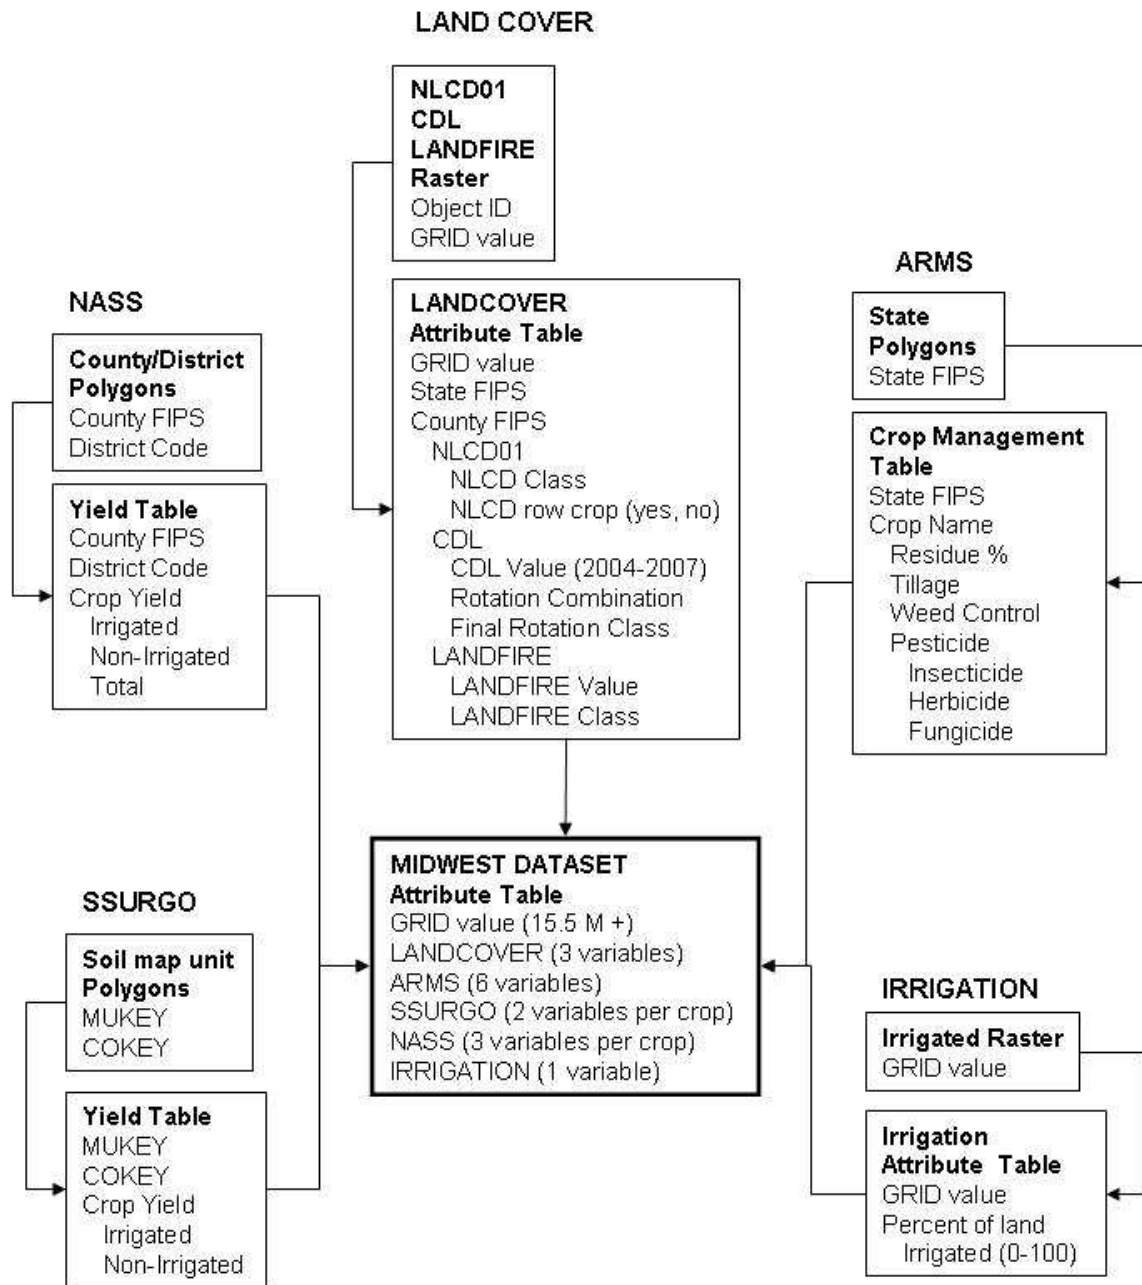 LAND COVER
NLCD01
CDL
LANDFIRE
Raster
Object ID
GRID value
LANDCOVER
Attribute Table
GRID value
State FIPS
County FIPS
NLCD01
NLCD Class
NLCD row crop (yes, no)
CDL
CDL Value (2004-2007)
Rotation Combination
Final Rotation Class
LANDFIRE
LANDFIRE Value
LANDFIRE Class
NASS
County/District
Polygons
County FIPS
District Code
Yield Table
County FIPS
District Code
Crop Yield
Irrigated
Non-Irrigated
Total
ARMS
State
Polygons
State FIPS
Crop Management
Table
State FIPS
Crop Name
Residue %
Tillage
Weed Control
Pesticide
Insecticide
Herbicide
Fungicide
MIDWEST DATASET
Attribute Table
GRID value (15.5 M +)
LANDCOVER (3 variables)
ARMS (6 variables)
SSURGO (2 variables per crop)
NASS (3 variables per crop)
IRRIGATION (1 variable)
SSURGO
Soil map unit
Polygons
MUKEY
COKEY
Yield Table
MUKEY
COKEY
Crop Yield
Irrigated
Non-Irrigated
IRRIGATION
Irrigated Raster
GRID value
Irrigation
Attribute Table
GRID value
Percent of land
Irrigated (0-100)